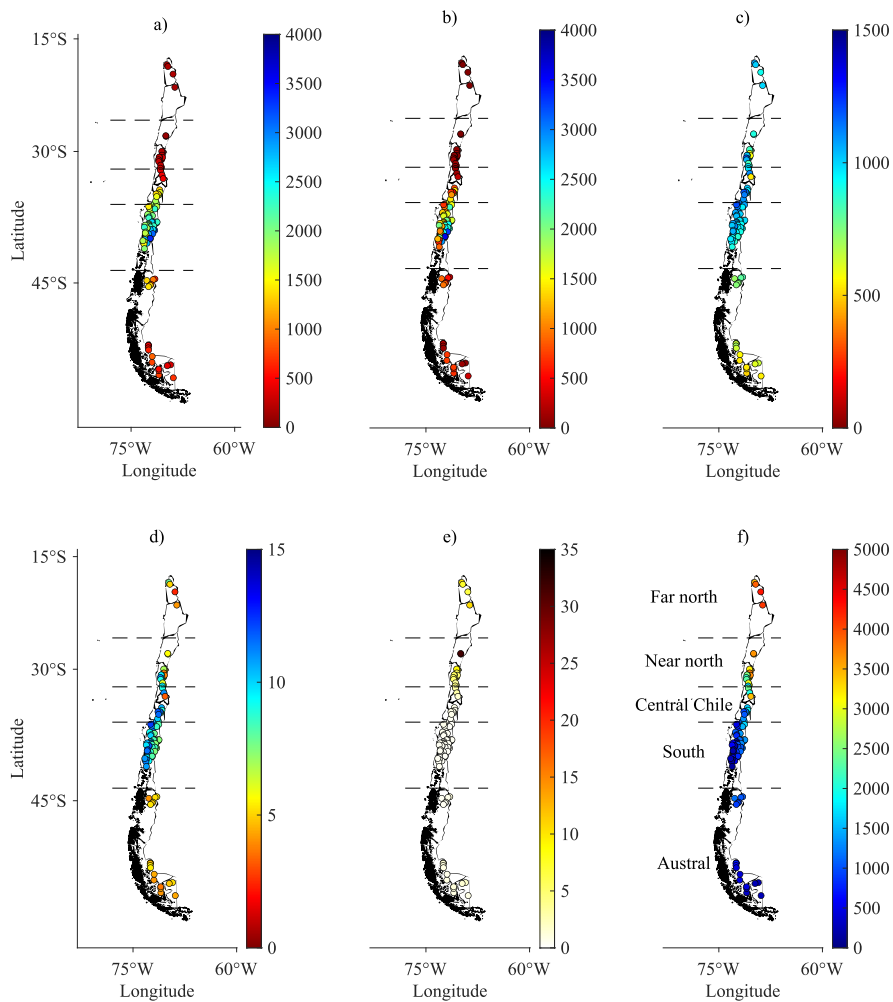 a) b) c)
15°S 4000 4000 1500
3500 3500
3000 3000
30°S 1000
2500 2500
Latitude 2000 2000
1500 1500
45°S 500
1000 1000
500 500
0 0 0
75°W 60°W 75°W 60°W 75°W 60°W
Longitude Longitude Longitude
d) e) f)
15°S 15 35 5000
4500
Far north
30 4000
30°S 10 25 Near north 3500
3000
Central Chile
20 2500
Latitude South
15 2000
45°S 5 10 1500
1000
Austral
5 500
0 0 0
75°W 60°W 75°W 60°W 75°W 60°W
Longitude Longitude Longitude